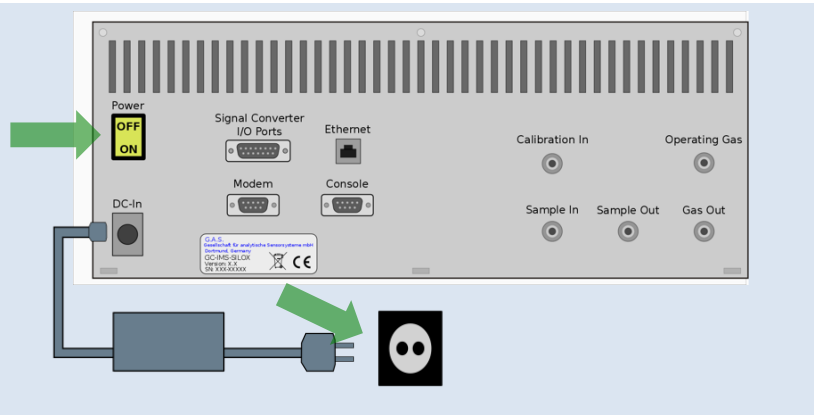 Power
OFF
ON
Signal Converter
I/O Ports
Ethernet
Calibration In
Operating Gas
Modem
Console
DC-In
Sample In
Sample Out
Gas Out
G.A.S.
Gesellschaft für analytische Sensorsysteme mbH
Dortmund, Germany
GC-IMS-SILOX
Version: X.X
SN: XXX-XXXXX
CE